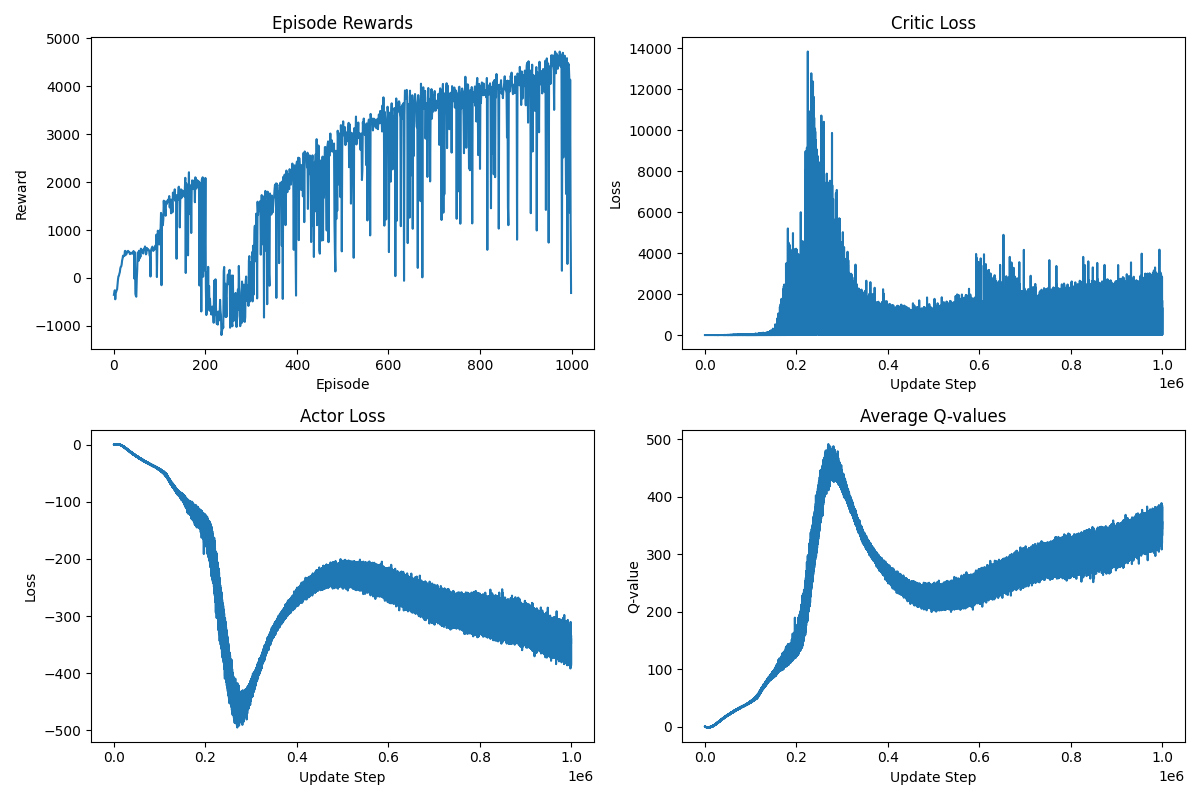 Episode Rewards
Reward
5000
4000
3000
2000
1000
0
−1000
0 200 400 600 800 1000
Episode
Critic Loss
Loss
14000
12000
10000
8000
6000
4000
2000
0
0.0 0.2 0.4 0.6 0.8 1.0
1e6
Update Step
Actor Loss
Loss
0
−100
−200
−300
−400
−500
0.0 0.2 0.4 0.6 0.8 1.0
1e6
Update Step
Average Q-values
Q-value
500
400
300
200
100
0
0.0 0.2 0.4 0.6 0.8 1.0
1e6
Update Step